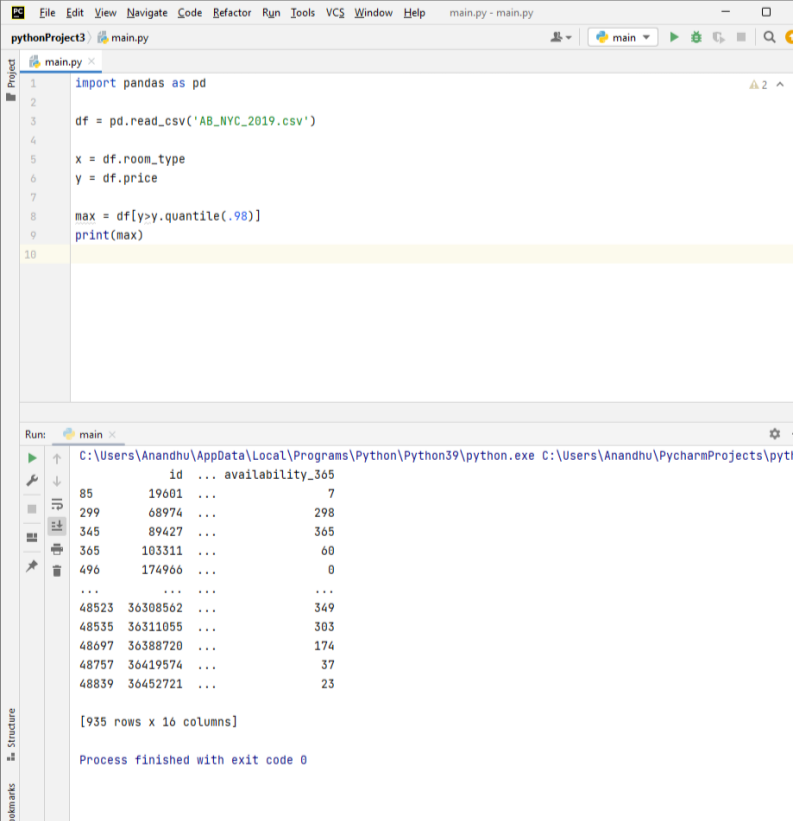 PC File Edit View Navigate Code Refactor Run Tools VCS Window Help main.py - main.py
pythonProject3 main.py main
Project
main.py
1 import pandas as pd 2
2
3 df = pd.read_csv('AB_NYC_2019.csv')
4
5 x = df.room_type
6 y = df.price
7
8 max = df[y>y.quantile(.98)]
9 print(max)
10
Run: main
C:\Users\Anandhu\AppData\Local\Programs\Python\Python39\python.exe C:\Users\Anandhu\PycharmProjects\pyth
id ... availability_365
85 19601 ... 7
299 68974 ... 298
345 89427 ... 365
365 103311 ... 60
496 174966 ... 0
... ... ... ...
48523 36308562 ... 349
48535 36311055 ... 303
48697 36388720 ... 174
48757 36419574 ... 37
48839 36452721 ... 23
[935 rows x 16 columns]
Process finished with exit code 0
Structure
okmarks